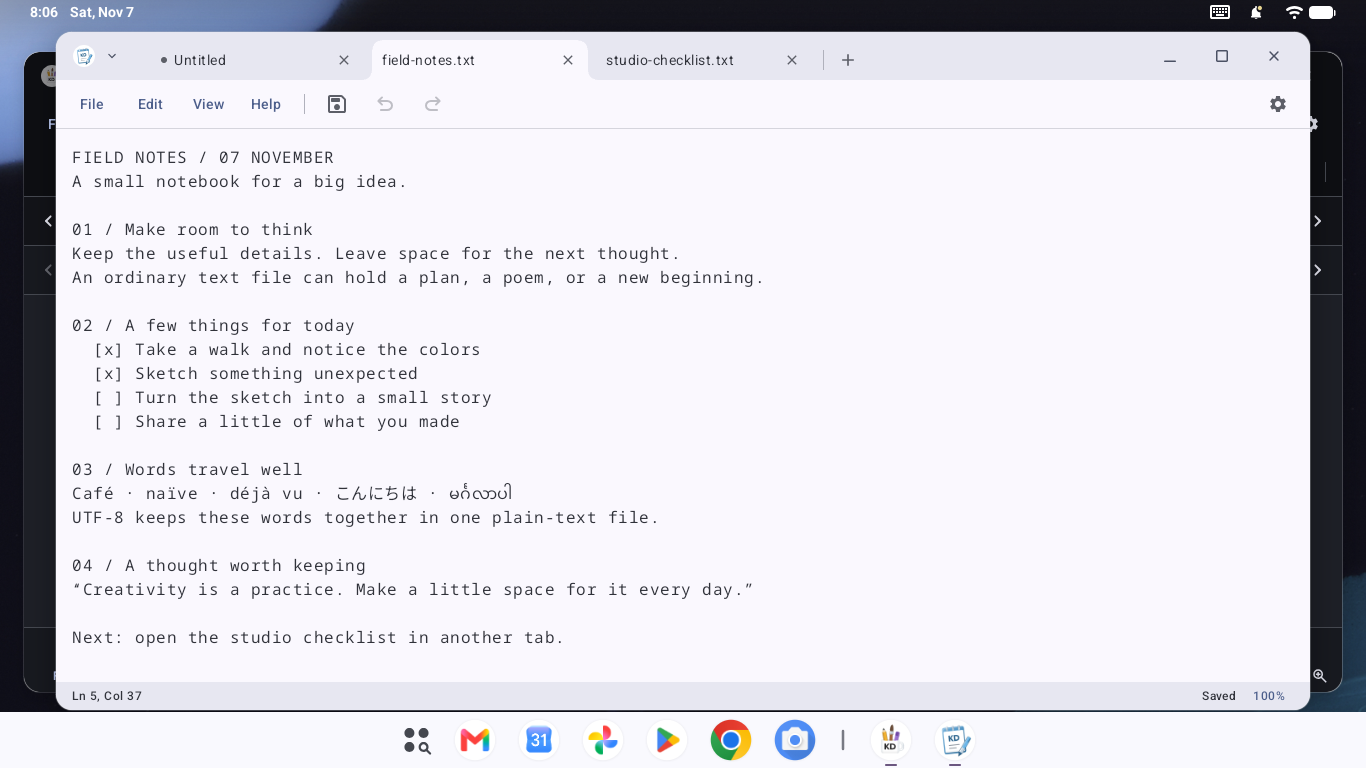 8:06 Sat, Nov 7
Untitled
field-notes.txt
studio-checklist.txt
File Edit View Help
FIELD NOTES / 07 NOVEMBER
A small notebook for a big idea.
01 / Make room to think
Keep the useful details. Leave space for the next thought.
An ordinary text file can hold a plan, a poem, or a new beginning.
02 / A few things for today
[x] Take a walk and notice the colors
[x] Sketch something unexpected
[ ] Turn the sketch into a small story
[ ] Share a little of what you made
03 / Words travel well
Café · naïve · déjà vu · こんにちは · မင်္ဂလာပါ
UTF-8 keeps these words together in one plain-text file.
04 / A thought worth keeping
“Creativity is a practice. Make a little space for it every day.”
Next: open the studio checklist in another tab.
Ln 5, Col 37
Saved 100%
31
KD
KD